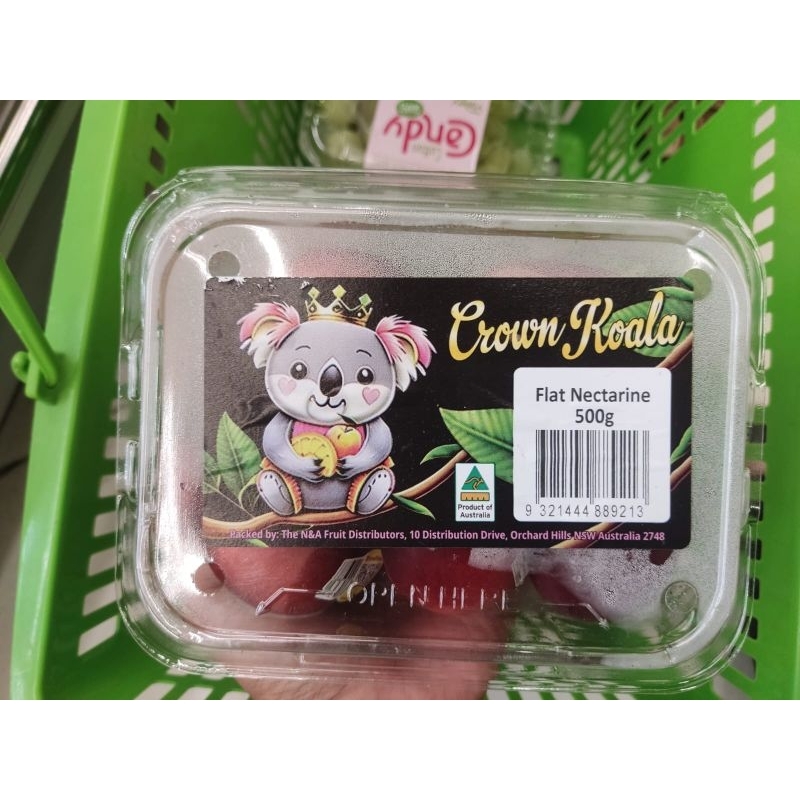 Candy
Crown Koala
Flat Nectarine
500g
9 321444 889213
Product of
Australia
Packed by: The N&A Fruit Distributors, 10 Distribution Drive, Orchard Hills NSW Australia 2748
OPEN HERE